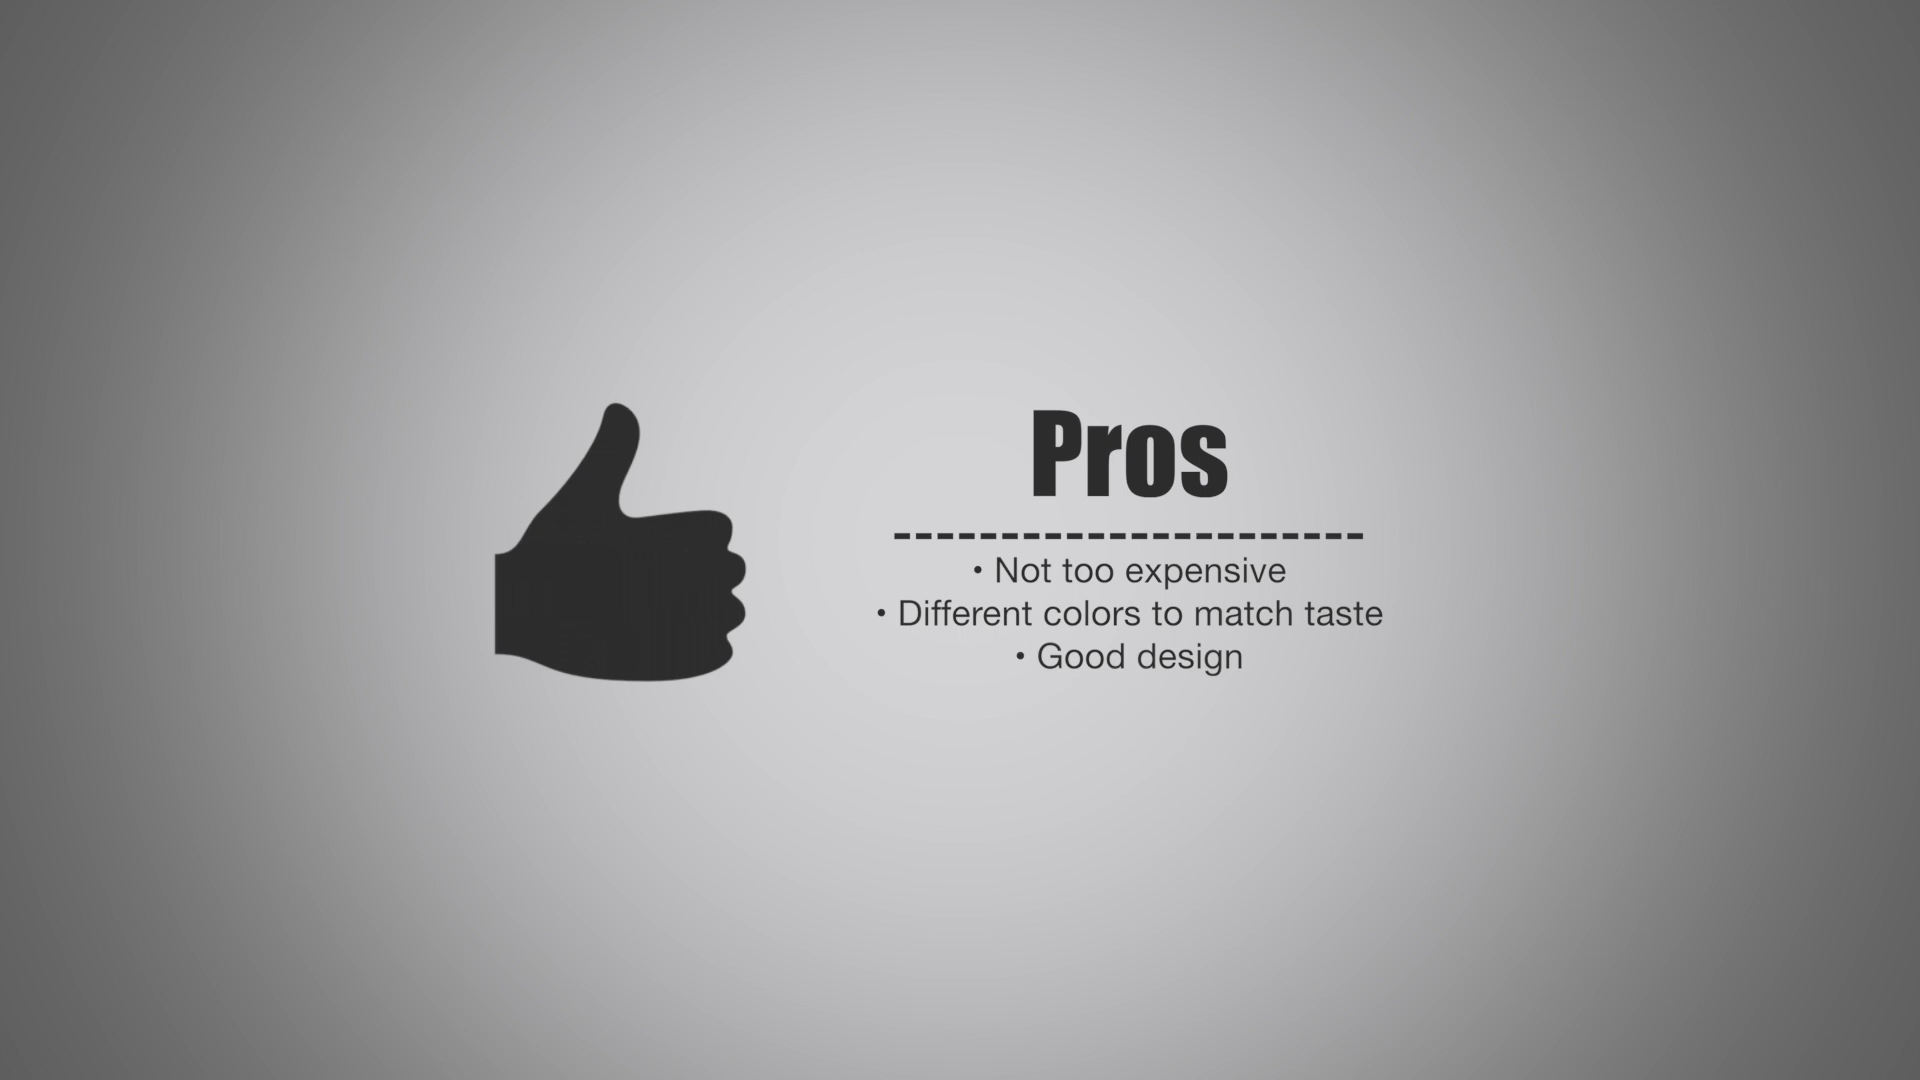 Pros
----------------------
• Not too expensive
• Different colors to match taste
• Good design